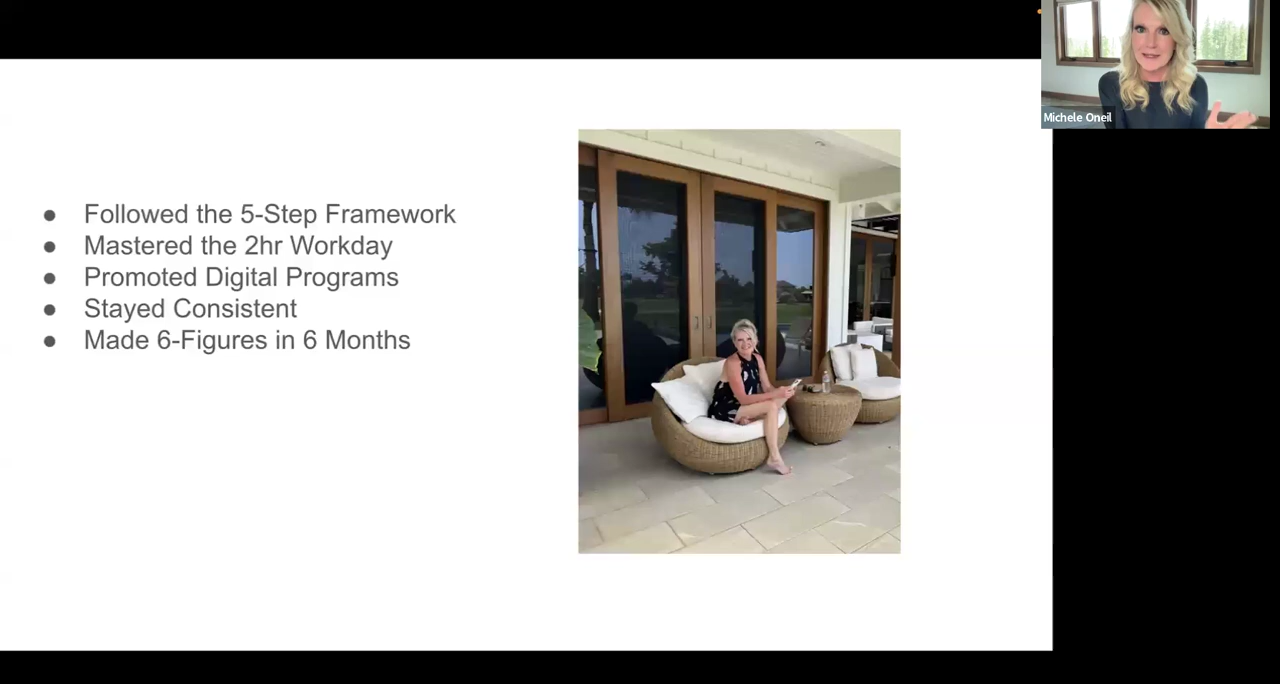 Michele Oneil
Followed the 5-Step Framework
Mastered the 2hr Workday
Promoted Digital Programs
Stayed Consistent
Made 6-Figures in 6 Months